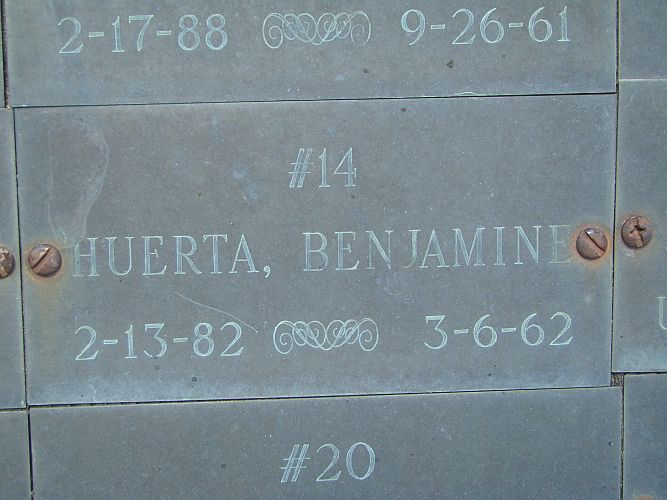 2-17-88 9-26-61
#14
HUERTA, BENJAMINE
2-13-82 3-6-62
#20